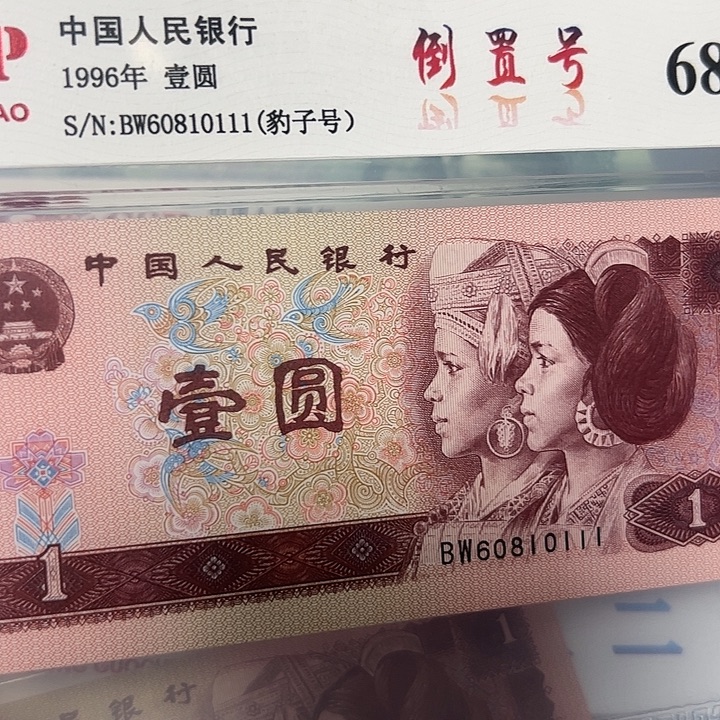 中国人民银行
1996年 壹圆
S/N:BW60810111(豹子号)
倒置号
68
中国人民银行
壹圆
1
1
BW60810111